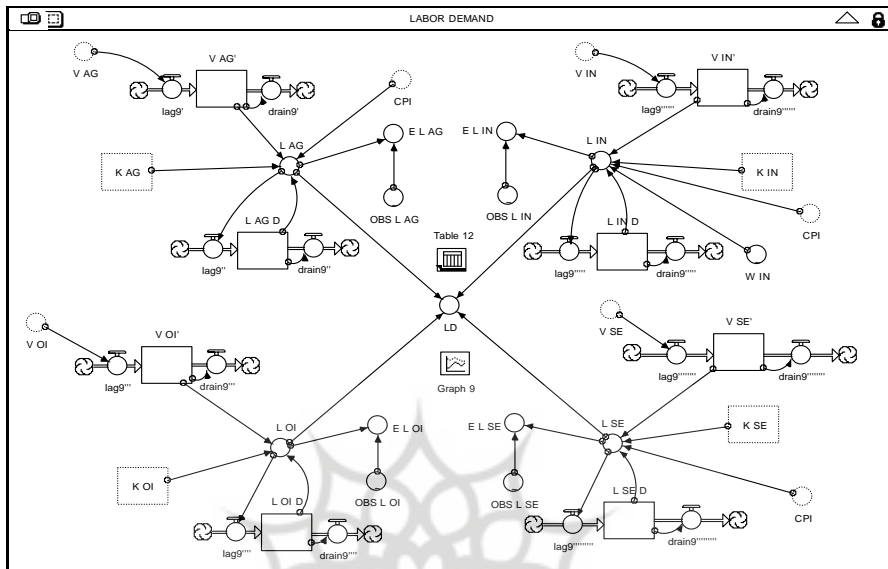 LABOR DEMAND
V AG
V AG'
lag9'
drain9'
CPI
L AG
E L AG
K AG
OBS L AG
L AG D
lag9''
drain9''
V IN
V IN'
lag9''''''
drain9''''''
E L IN
L IN
K IN
OBS L IN
CPI
L IN D
lag9'''''
drain9'''''
W IN
Table 12
LD
Graph 9
V OI
V OI'
lag9'''
drain9'''
L OI
E L OI
K OI
OBS L OI
L OI D
lag9''''
drain9''''
V SE
V SE'
lag9''''''''
drain9''''''''
E L SE
L SE
K SE
OBS L SE
L SE D
CPI
lag9'''''''''
drain9'''''''''